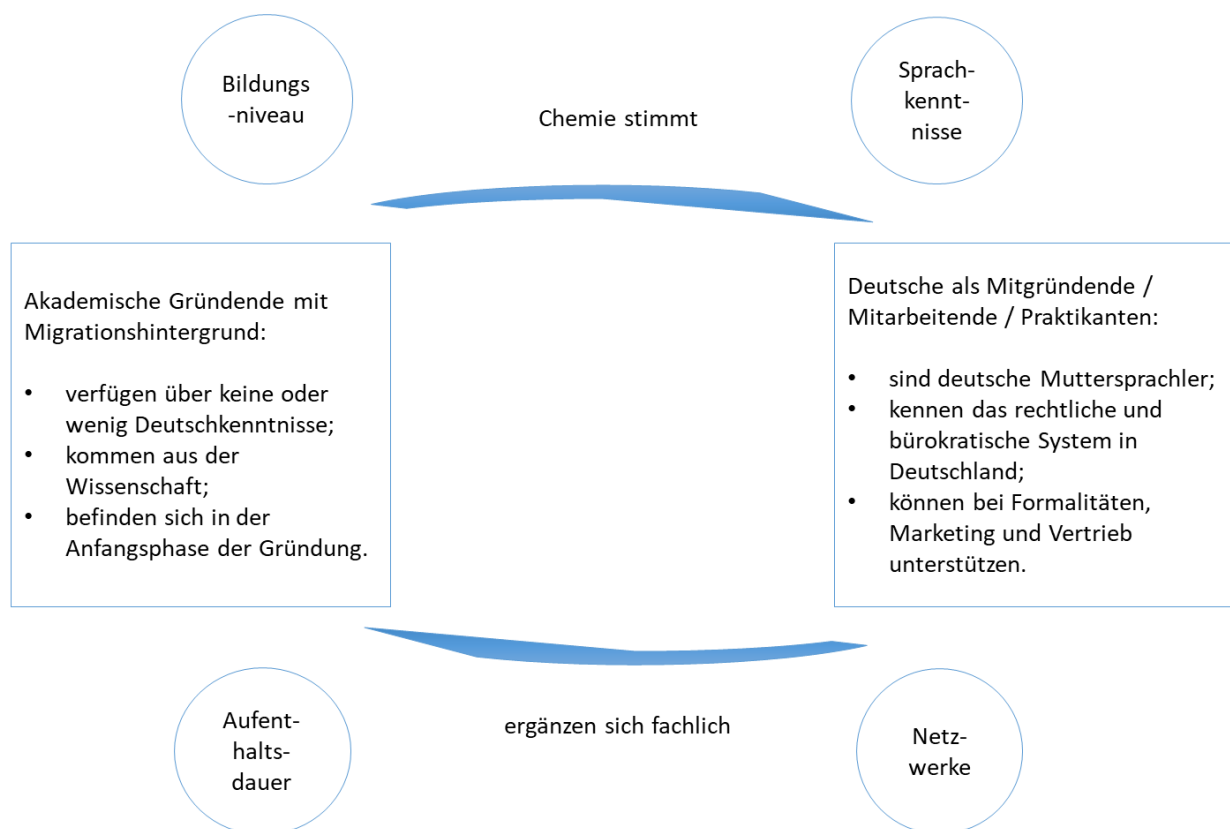 Bildungs
-niveau
Chemie stimmt
Sprach-
kennt-
nisse
Akademische Gründende mit
Migrationshintergrund:
• verfügen über keine oder
wenig Deutschkenntnisse;
• kommen aus der
Wissenschaft;
• befinden sich in der
Anfangsphase der Gründung.
Deutsche als Mitgründende /
Mitarbeitende / Praktikanten:
• sind deutsche Muttersprachler;
• kennen das rechtliche und
bürokratische System in
Deutschland;
• können bei Formalitäten,
Marketing und Vertrieb
unterstützen.
Aufent-
halts-
dauer
ergänzen sich fachlich
Netz-
werke